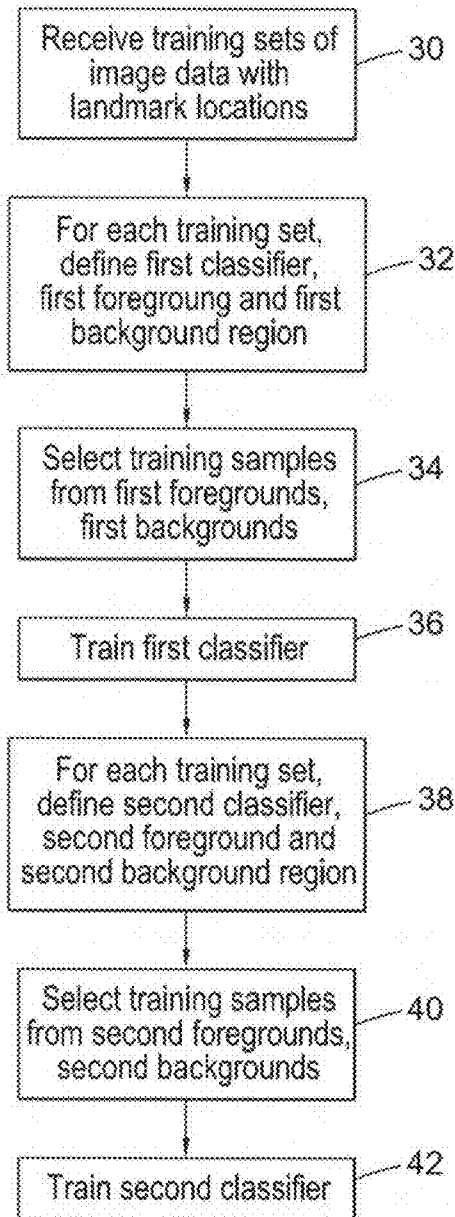 Receive training sets of
image data with
landmark locations
30
For each training set,
define first classifier,
first foregroung and first
background region
32
Select training samples
from first foregrounds,
first backgrounds
34
Train first classifier
36
For each training set,
define second classifier,
second foreground and
second background region
38
Select training samples
from second foregrounds,
second backgrounds
40
Train second classifier
42